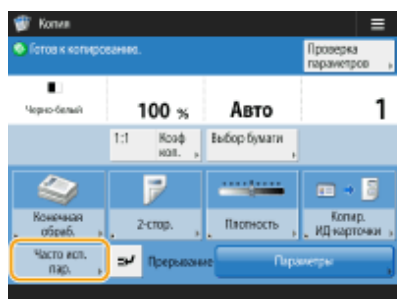 Копия
Готов к копированию.
Проверка
параметров
Черно-белый
100 %
Авто
1
1:1
Коэф
коп.
Выбор бумаги
Конечная
обраб.
2-стор.
Плотность
Копир.
ИД карточки
Часто исп.
пар.
Прерывание
Параметры